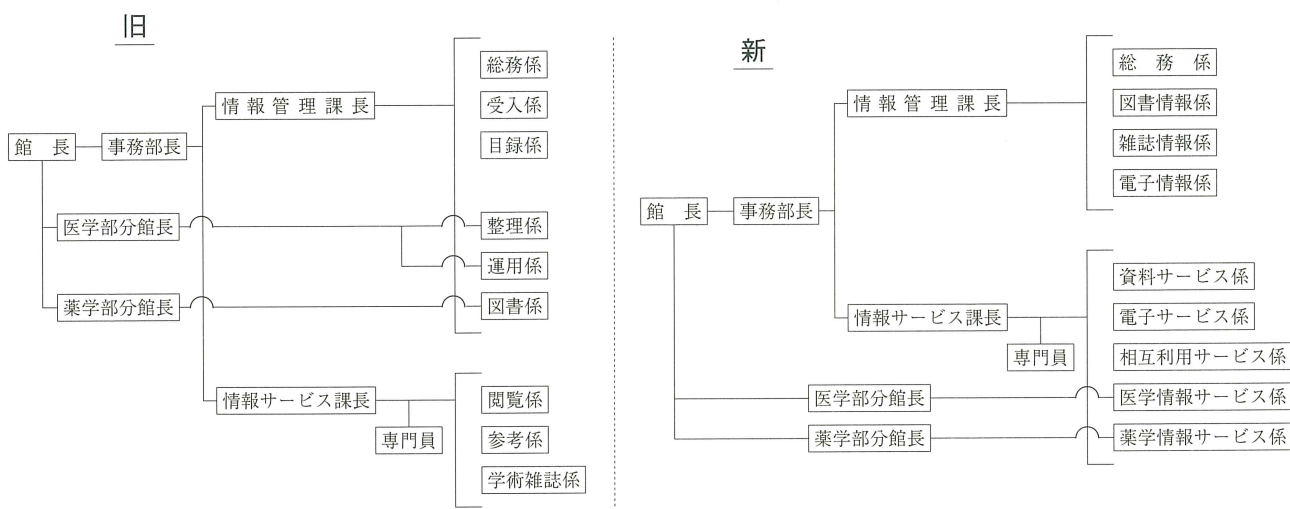 旧
総務係
情報管理課長
受入係
目録係
館 長
事務部長
医学部分館長
整理係
運用係
薬学部分館長
図書係
情報サービス課長
閲覧係
専門員
参考係
学術雑誌係
新
総 務 係
情報管理課長
図書情報係
雑誌情報係
電子情報係
館 長
事務部長
資料サービス係
情報サービス課長
電子サービス係
専門員
相互利用サービス係
医学部分館長
医学情報サービス係
薬学部分館長
薬学情報サービス係